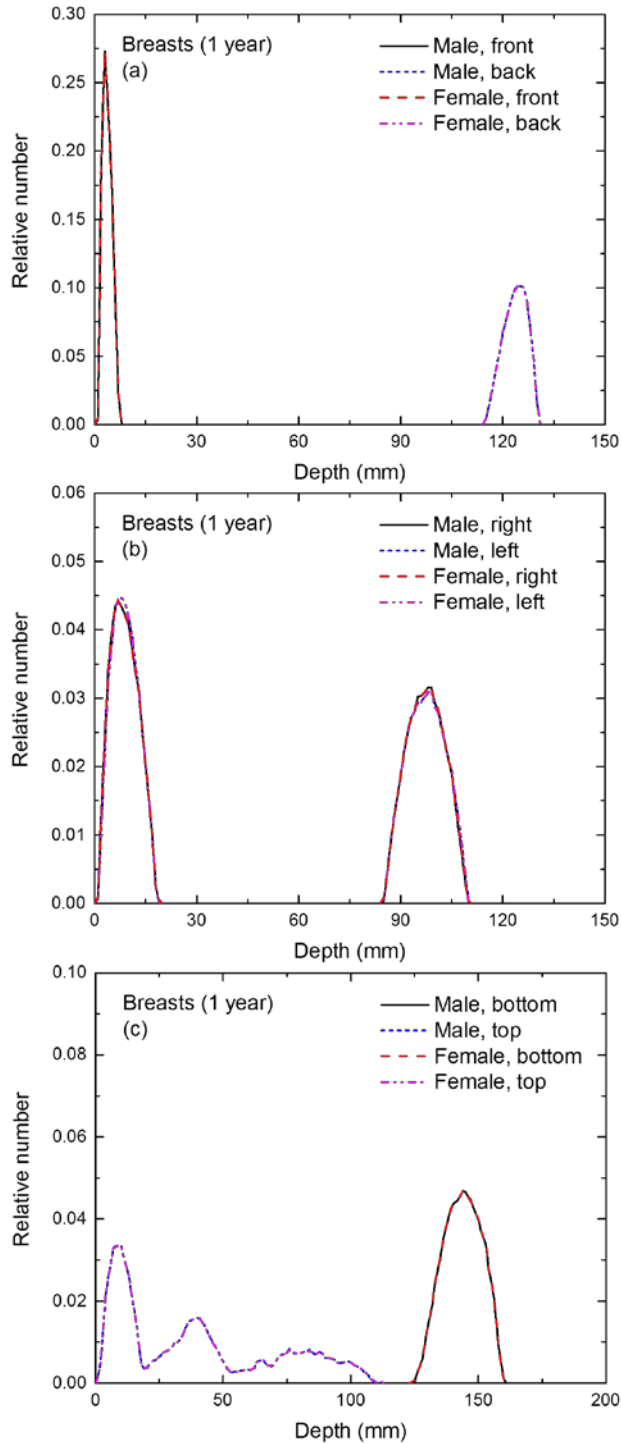 Breasts (1 year)
(a)
Male, front
Male, back
Female, front
Female, back
0.30
0.25
0.20
0.15
0.10
0.05
0.00
Relative number
0 30 60 90 120 150
Depth (mm)
Breasts (1 year)
(b)
Male, right
Male, left
Female, right
Female, left
0.06
0.05
0.04
0.03
0.02
0.01
0.00
Relative number
0 30 60 90 120 150
Depth (mm)
Breasts (1 year)
(c)
Male, bottom
Male, top
Female, bottom
Female, top
0.10
0.08
0.06
0.04
0.02
0.00
Relative number
0 50 100 150 200
Depth (mm)